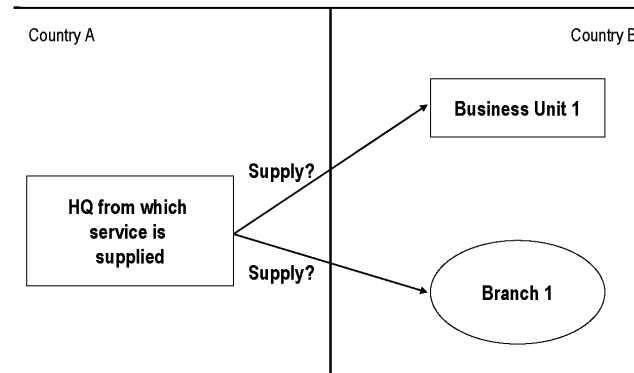 Country A
Country B
Business Unit 1
Supply?
HQ from which
service is
supplied
Supply?
Branch 1